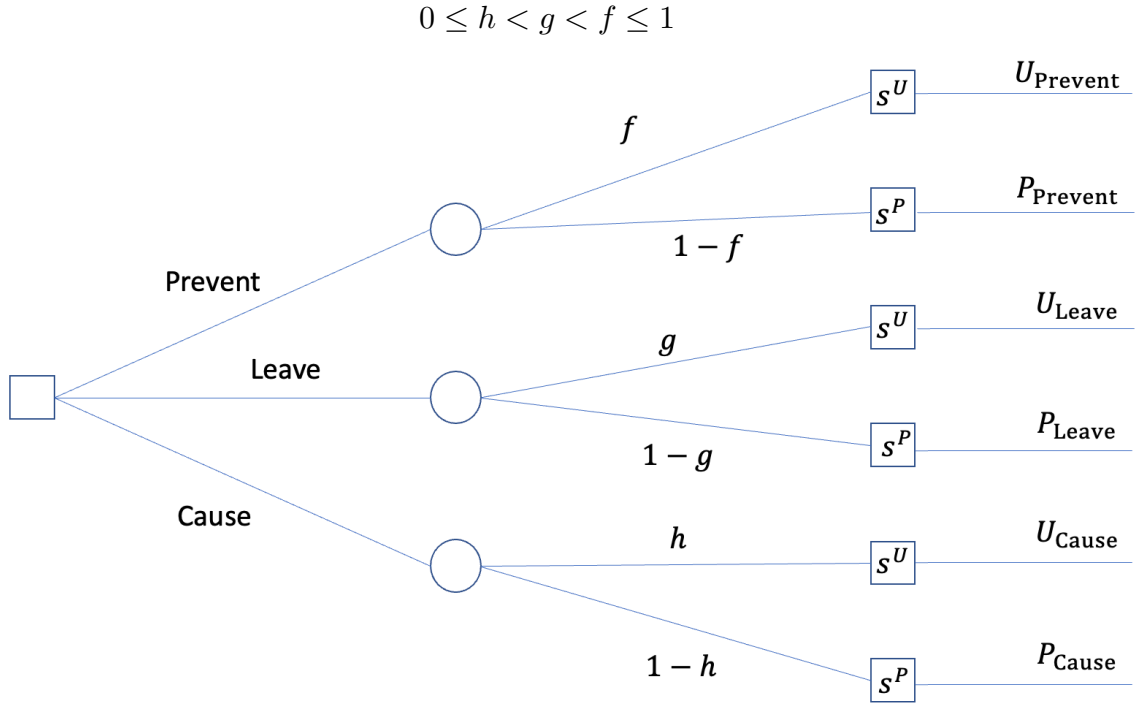 0 ≤ h < g < f ≤ 1
U_Prevent
s^U
f
P_Prevent
s^P
1 − f
Prevent
U_Leave
s^U
g
Leave
P_Leave
s^P
1 − g
Cause
U_Cause
s^U
h
P_Cause
s^P
1 − h